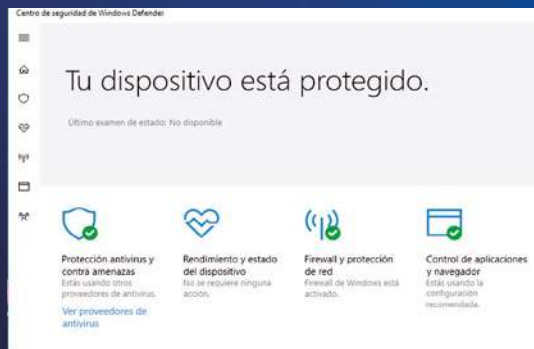 Centro de seguridad de Windows Defender
Tu dispositivo está protegido.
Último examen de estado: No disponible
Protección antivirus y
contra amenazas
Estás usando otros
proveedores de antivirus.
Ver proveedores de
antivirus
Rendimiento y estado
del dispositivo
No se requiere ninguna
acción.
Firewall y protección
de red
Firewall de Windows está
activado.
Control de aplicaciones
y navegador
Estás usando la
configuración
recomendada.